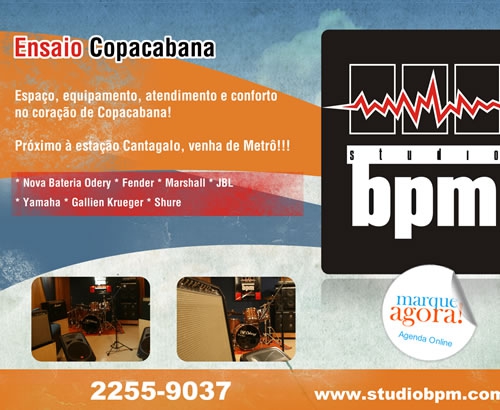 Ensaio Copacabana
Espaço, equipamento, atendimento e conforto
no coração de Copacabana!
Próximo à estação Cantagalo, venha de Metrô!!!
* Nova Bateria Odery * Fender * Marshall * JBL
* Yamaha * Gallien Krueger * Shure
studio
bpm
marque
agora!
Agenda Online
bpm
2255-9037
www.studiobpm.com